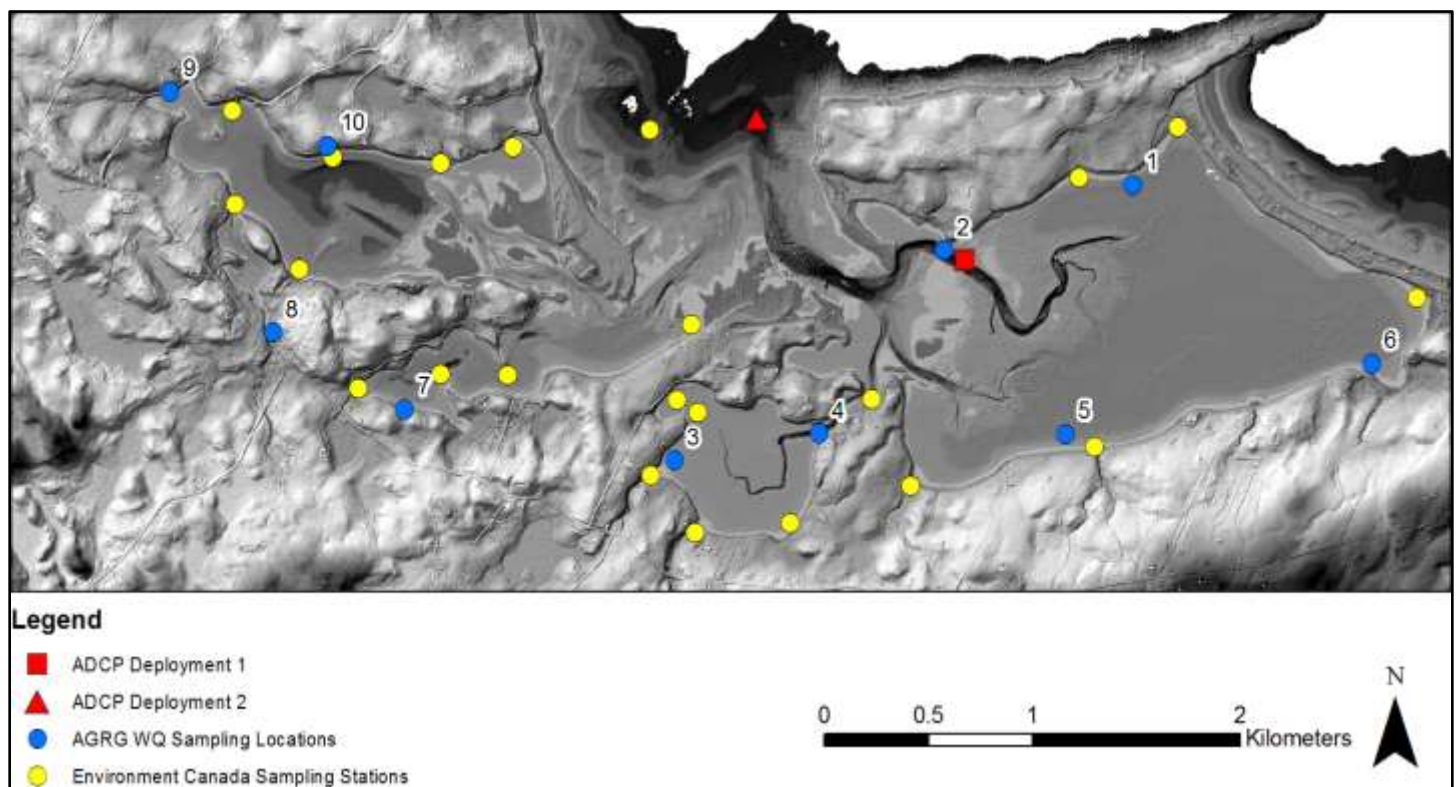 9
10
1
2
8
6
7
4
5
3
Legend
ADCP Deployment 1
ADCP Deployment 2
AGRG WQ Sampling Locations
Environment Canada Sampling Stations
0 0.5 1 2
Kilometers
N